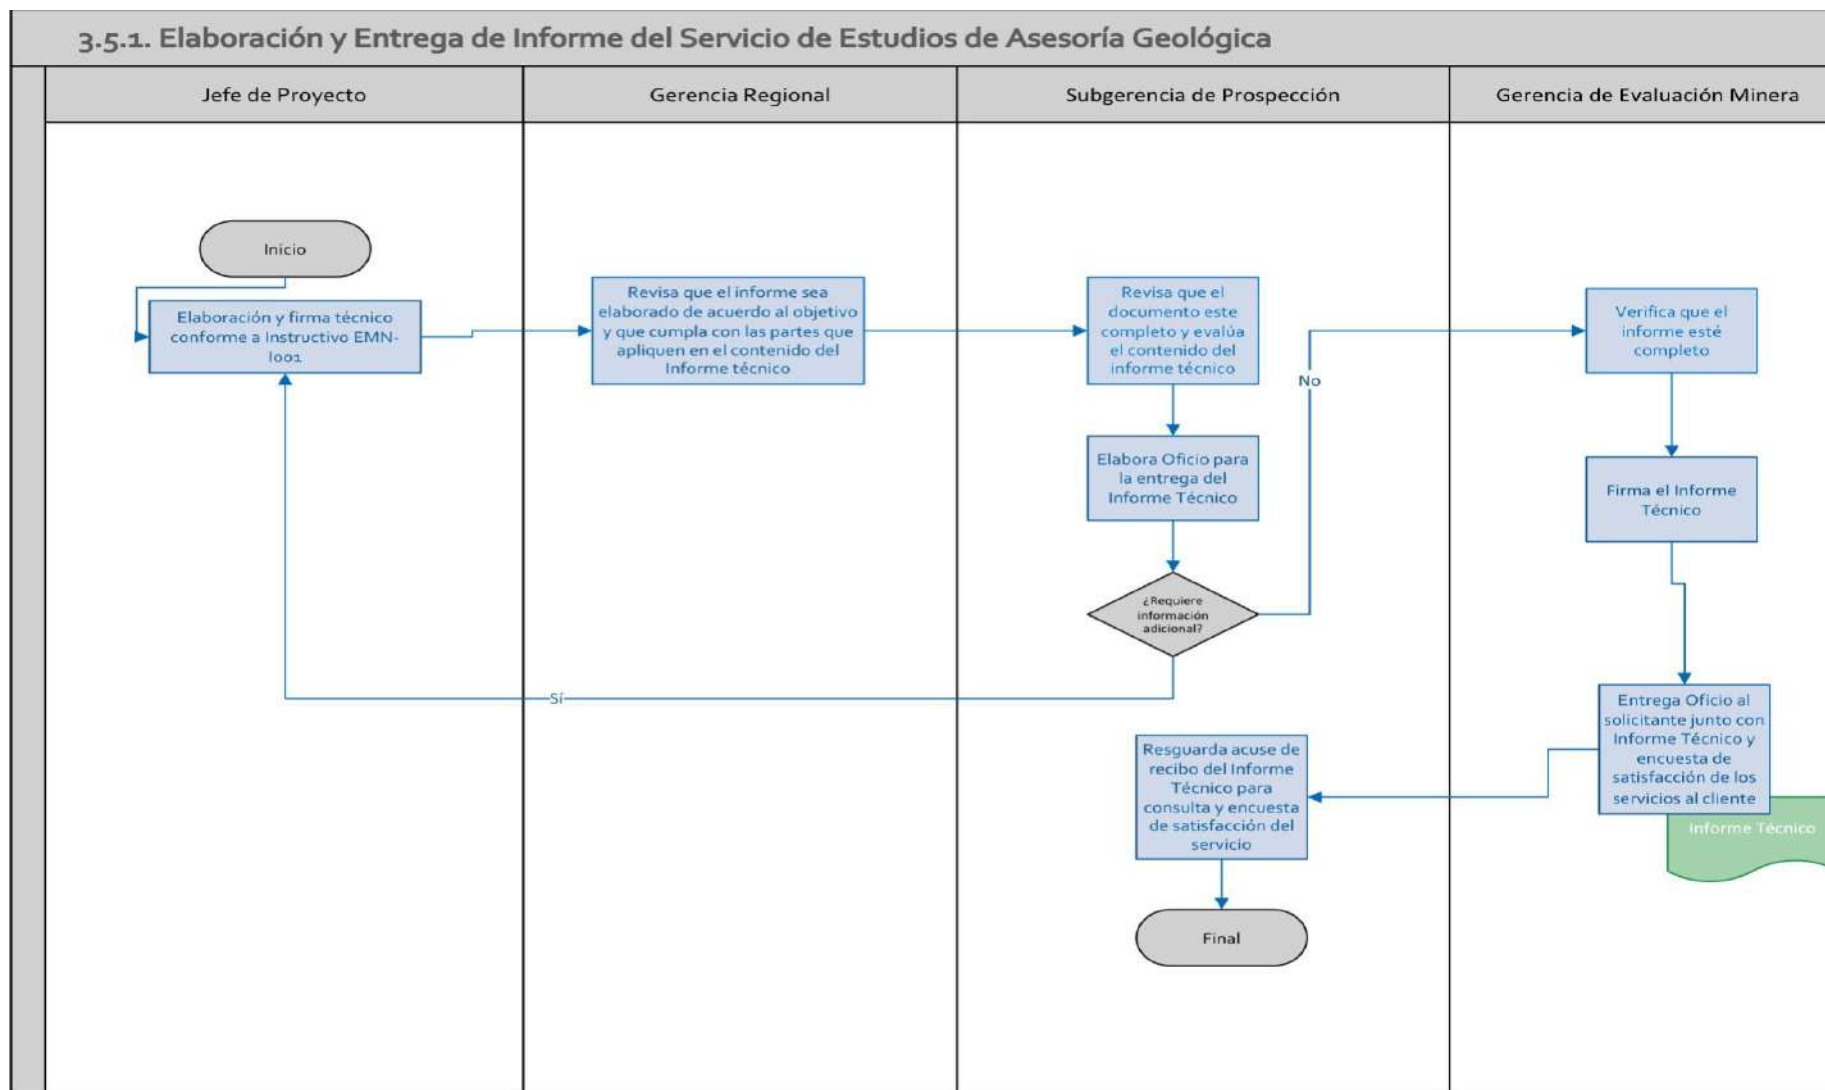 3.5.1. Elaboración y Entrega de Informe del Servicio de Estudios de Asesoría Geológica
Jefe de Proyecto
Gerencia Regional
Subgerencia de Prospección
Gerencia de Evaluación Minera
Inicio
Elaboración y firma técnico
conforme a Instructivo EMN-
I001
Revisa que el informe sea
elaborado de acuerdo al objetivo
y que cumpla con las partes que
apliquen en el contenido del
Informe técnico
Revisa que el
documento este
completo y evalúa
el contenido del
informe técnico
Elabora Oficio para
la entrega del
Informe Técnico
¿Requiere
información
adicional?
No
Sí
Verifica que el
informe esté
completo
Firma el Informe
Técnico
Entrega Oficio al
solicitante junto con
Informe Técnico y
encuesta de
satisfacción de los
servicios al cliente
Informe Técnico
Resguarda acuse de
recibo del Informe
Técnico para
consulta y encuesta
de satisfacción del
servicio
Final